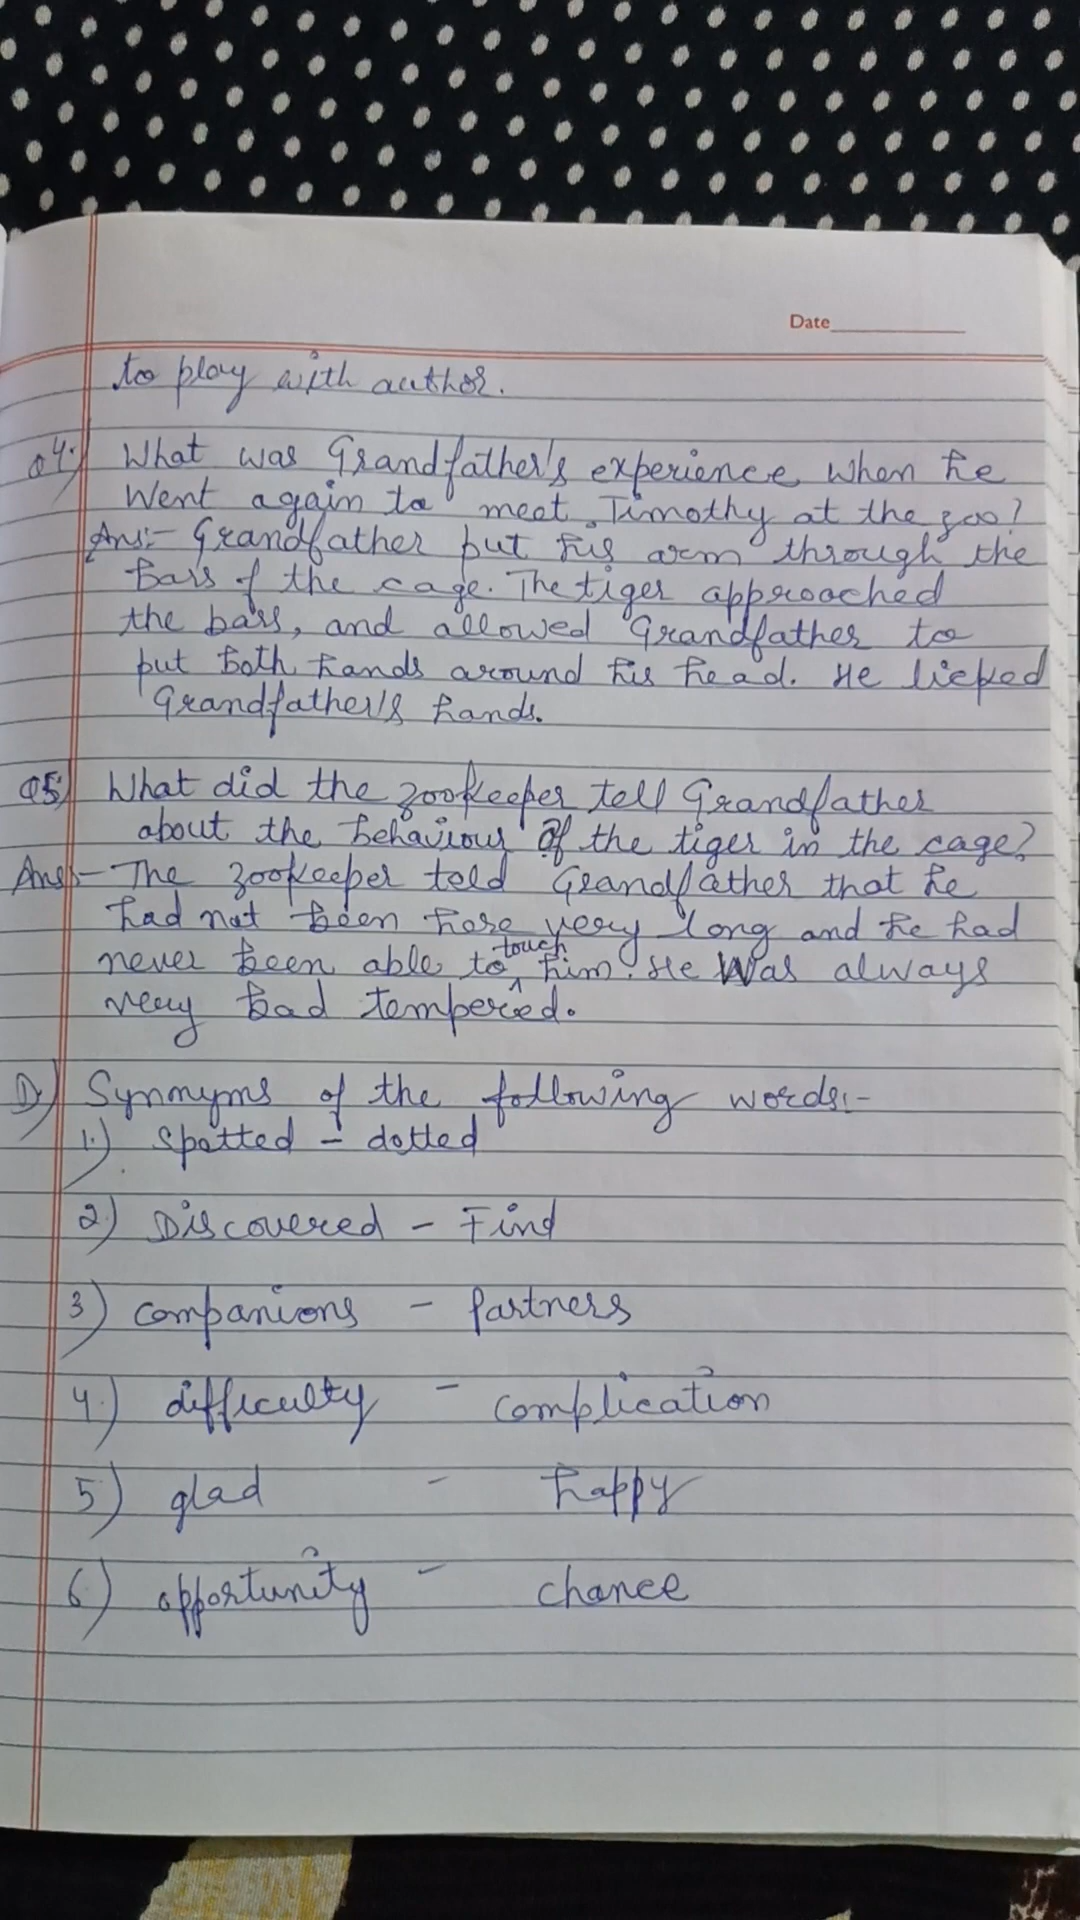 Date
to play with author.
Q4.) What was Grandfather's experience when he
went again to meet Timothy at the zoo?
Ans:- Grandfather put his arm through the
bars of the cage. The tiger approached
the bars, and allowed Grandfather to
put both hands around his head. He licked
Grandfather's hands.
Q5) What did the zookeeper tell Grandfather
about the behaviour of the tiger in the cage?
Ans:- The zookeeper told Grandfather that he
had not been here very long and he had
never been able to touch him. He was always
very bad tempered.
D) Synonyms of the following words:-
1.) Spotted - dotted
2.) Discovered - Find
3) companions - partners
4.) difficulty - complication
5) glad - happy
6.) opportunity - chance